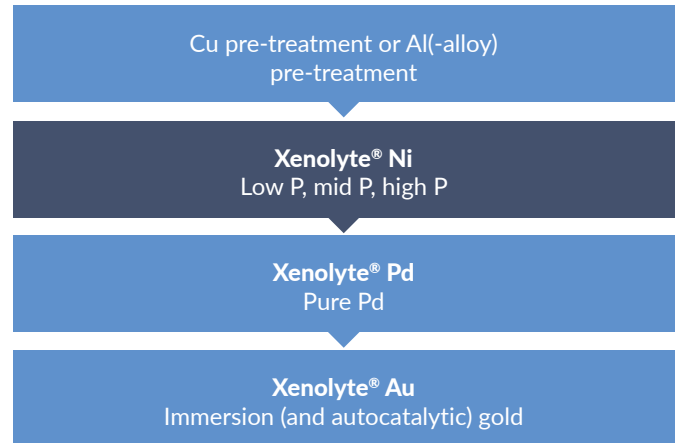 Cu pre-treatment or Al(-alloy)
pre-treatment
Xenolyte® Ni
Low P, mid P, high P
Xenolyte® Pd
Pure Pd
Xenolyte® Au
Immersion (and autocatalytic) gold